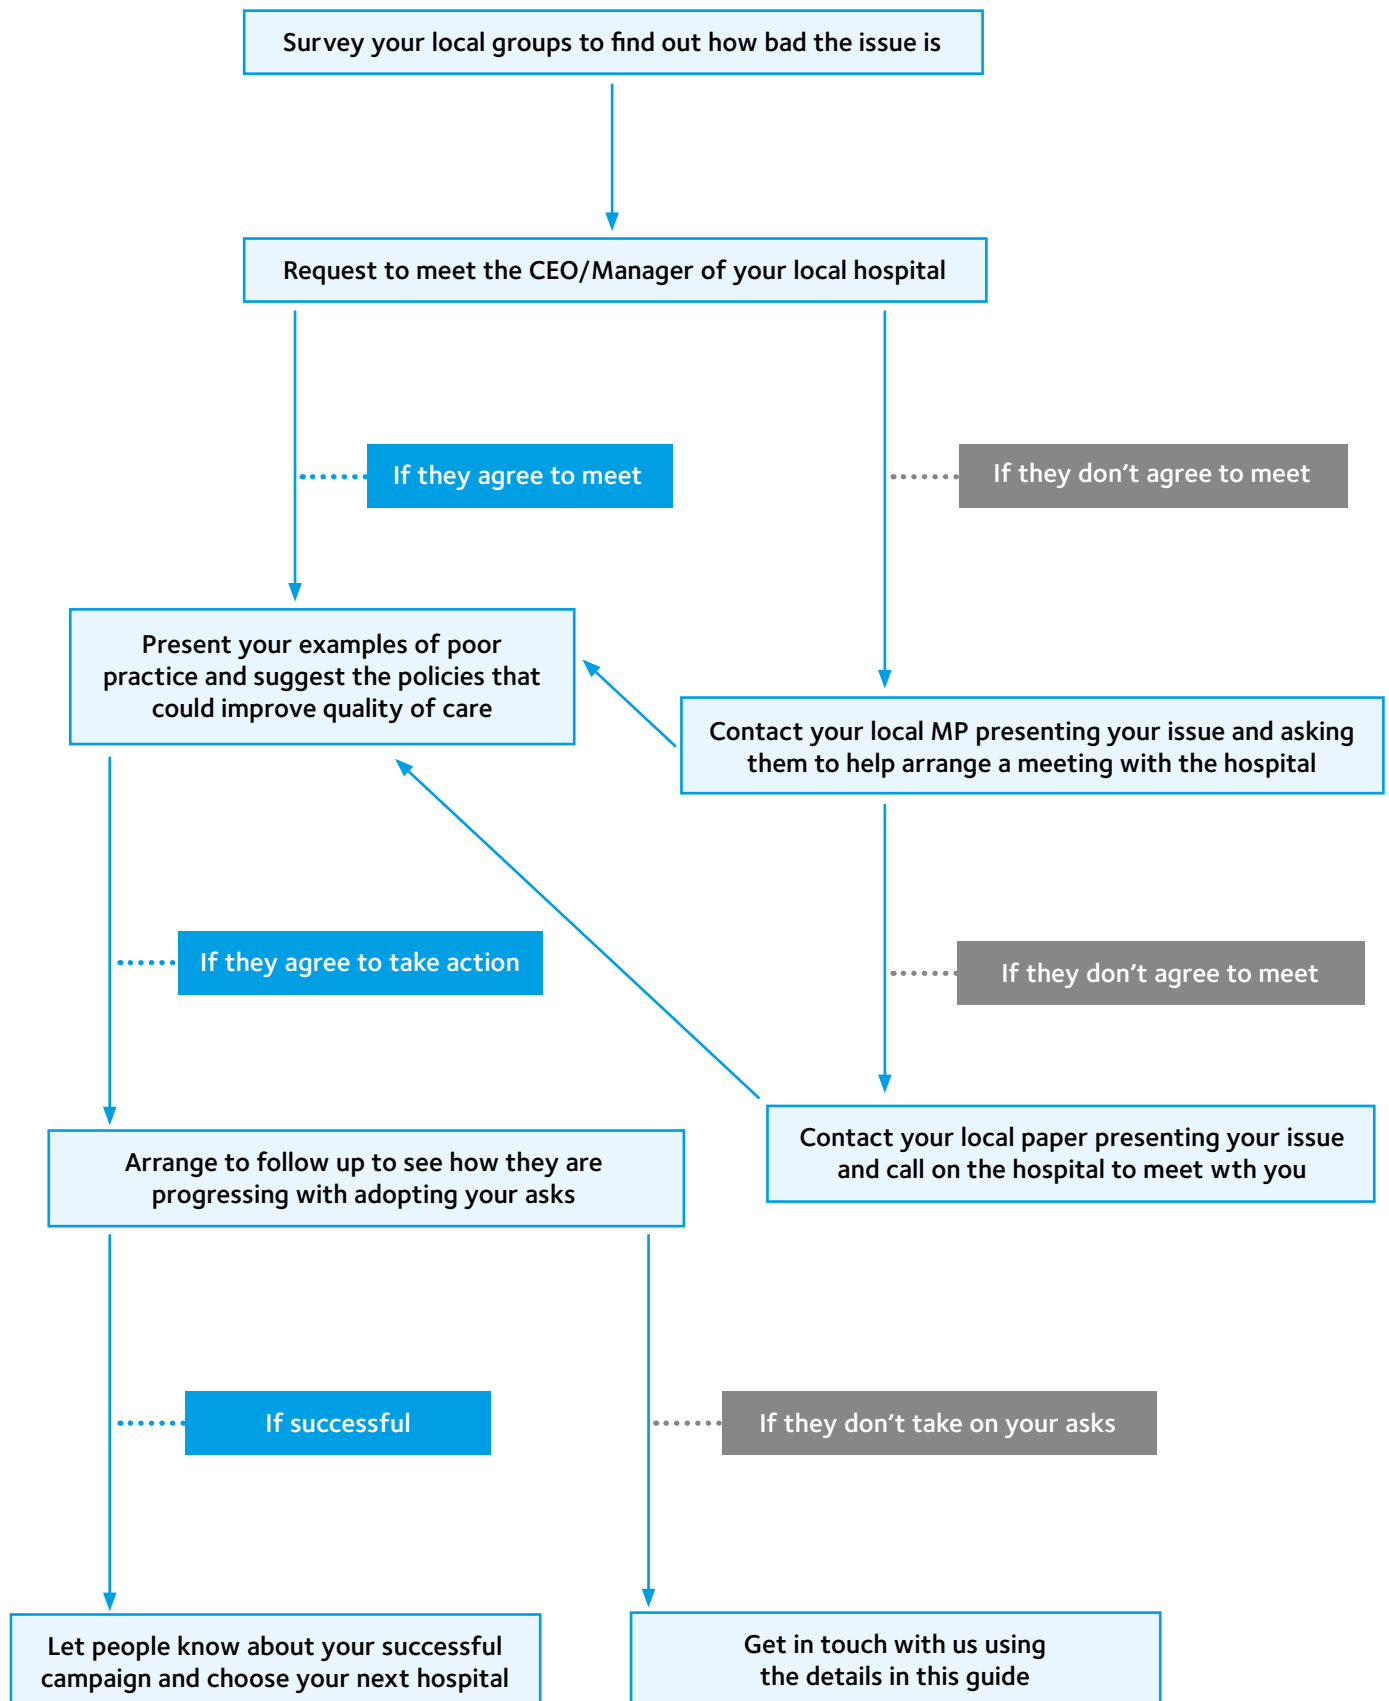 Survey your local groups to find out how bad the issue is
Request to meet the CEO/Manager of your local hospital
If they agree to meet
If they don't agree to meet
Present your examples of poor
practice and suggest the policies that
could improve quality of care
Contact your local MP presenting your issue and asking
them to help arrange a meeting with the hospital
If they agree to take action
If they don't agree to meet
Contact your local paper presenting your issue
and call on the hospital to meet wth you
Arrange to follow up to see how they are
progressing with adopting your asks
If successful
If they don't take on your asks
Let people know about your successful
campaign and choose your next hospital
Get in touch with us using
the details in this guide